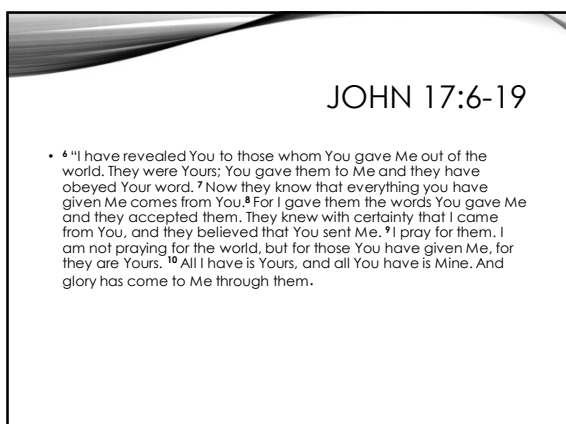 JOHN 17:6-19
• 6 “I have revealed You to those whom You gave Me out of the
world. They were Yours; You gave them to Me and they have
obeyed Your word. 7 Now they know that everything you have
given Me comes from You.8 For I gave them the words You gave Me
and they accepted them. They knew with certainty that I came
from You, and they believed that You sent Me. 9 I pray for them. I
am not praying for the world, but for those You have given Me, for
they are Yours. 10 All I have is Yours, and all You have is Mine. And
glory has come to Me through them.